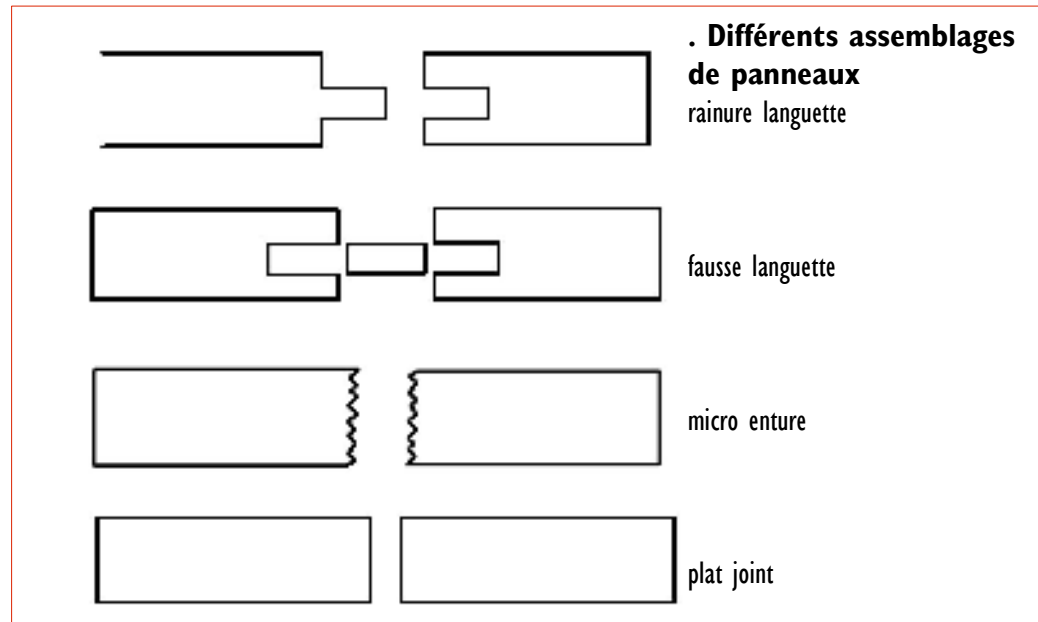 . Différents assemblages
de panneaux
rainure languette
fausse languette
micro enture
plat joint